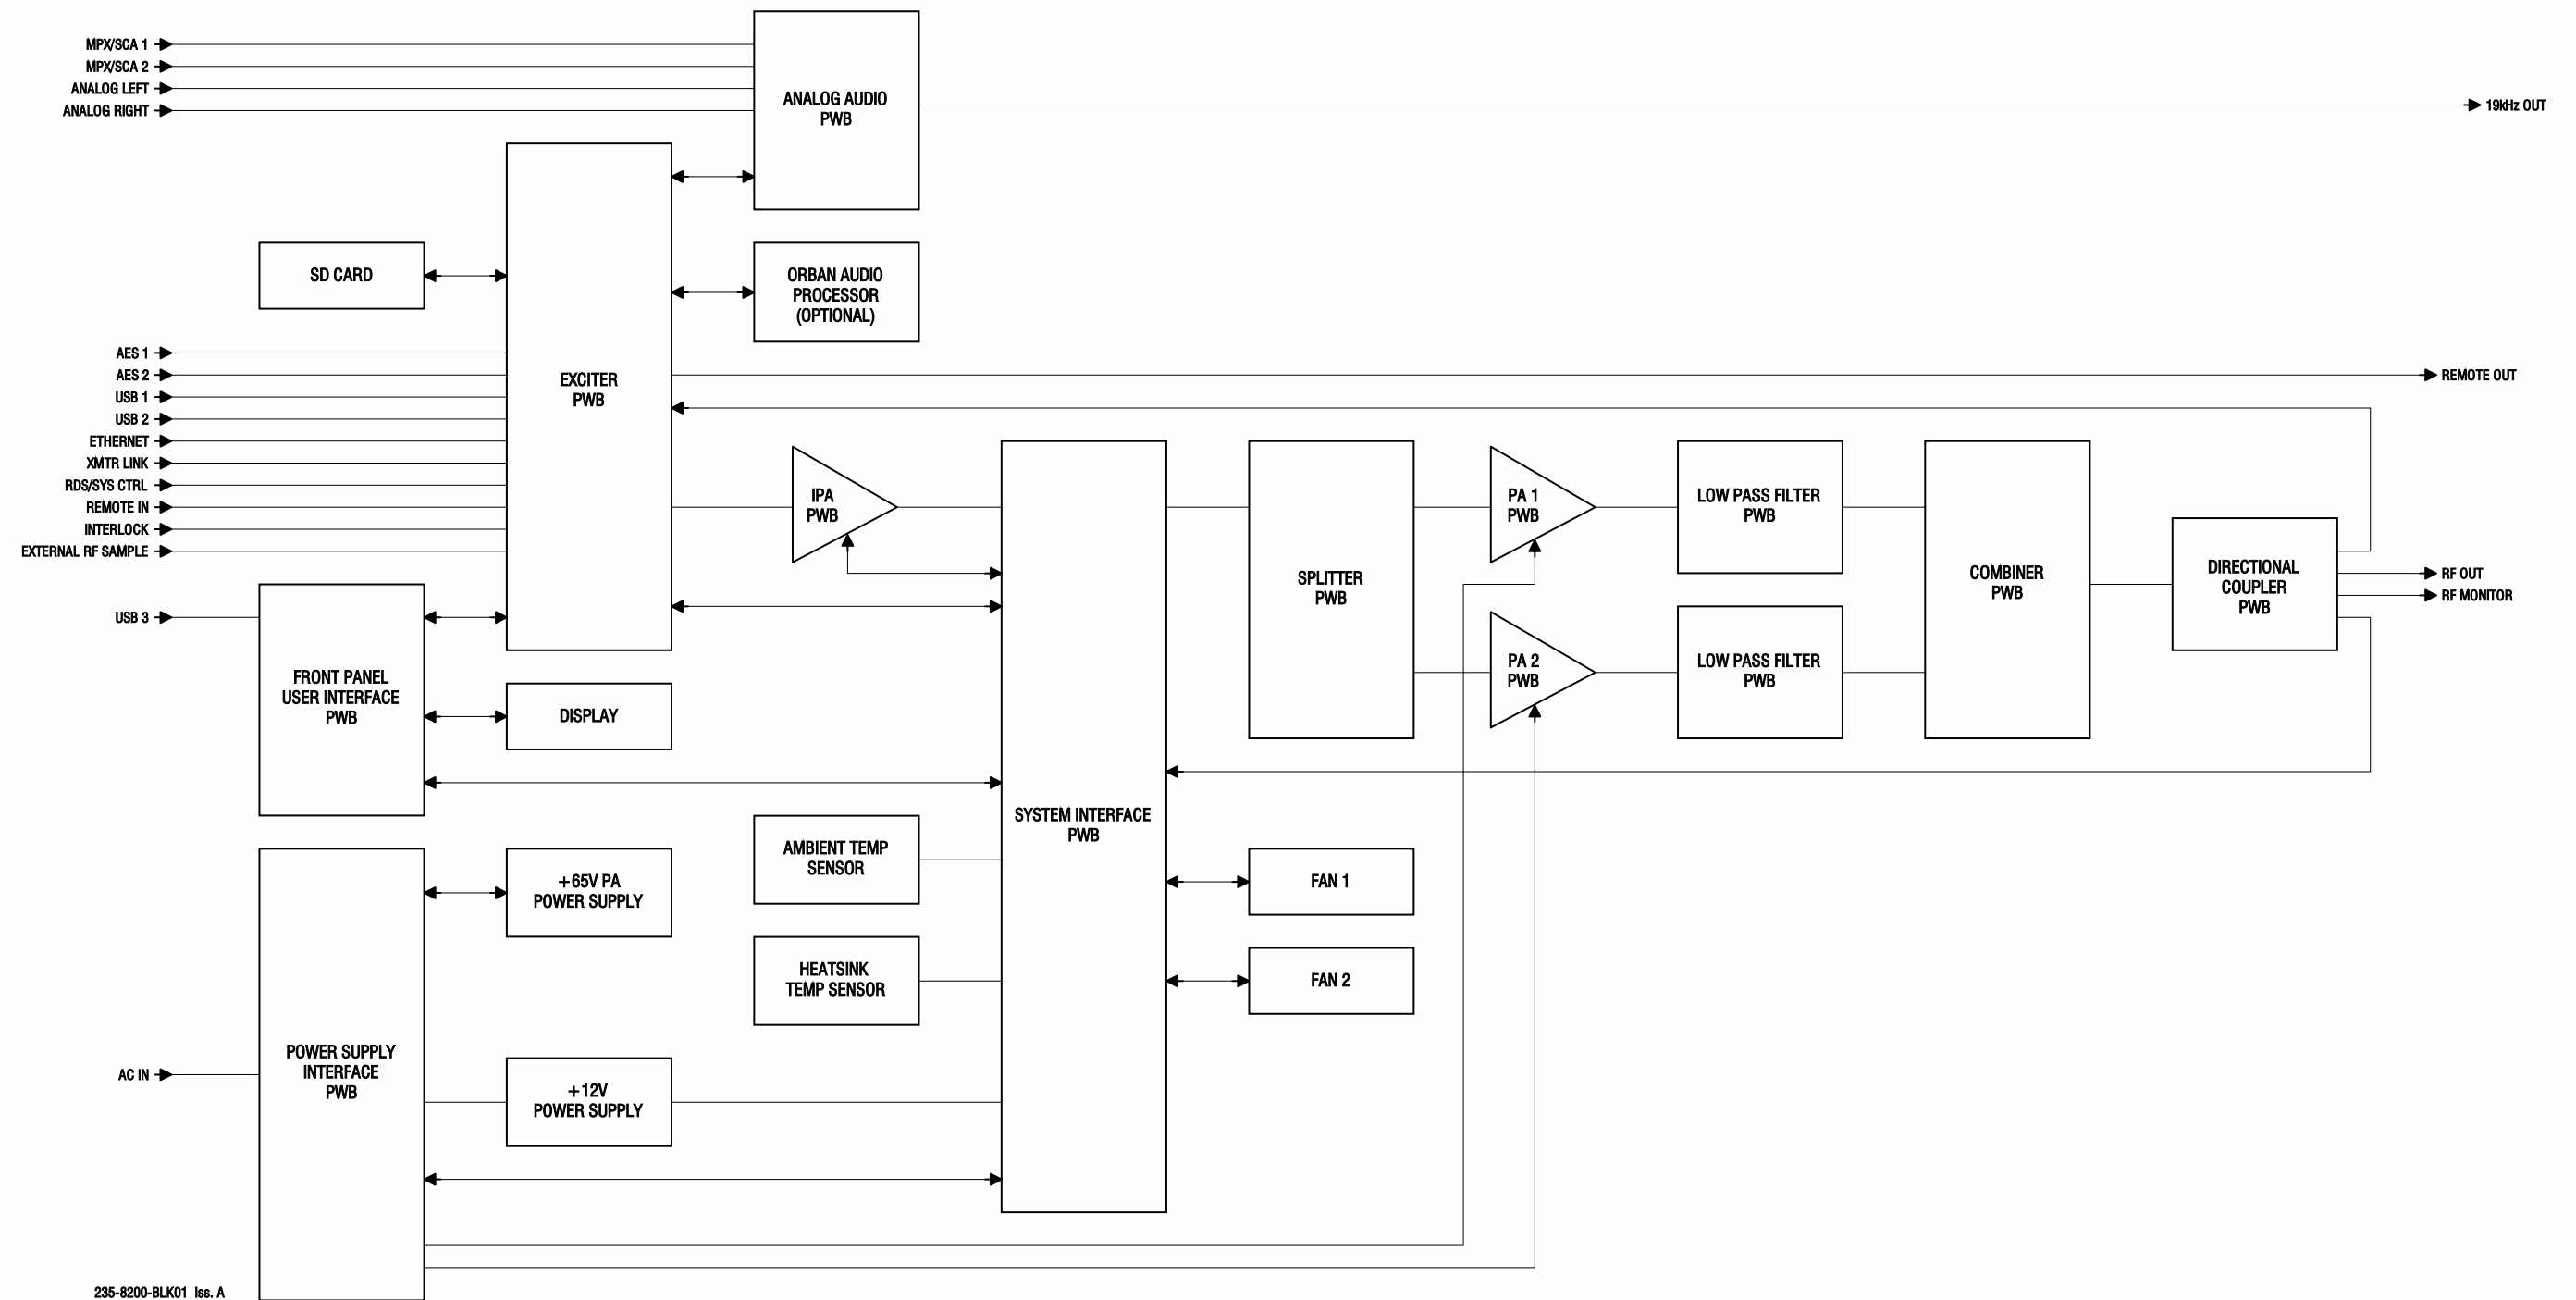 MPX/SCA 1
MPX/SCA 2
ANALOG LEFT
ANALOG RIGHT
ANALOG AUDIO
PWB
19kHz OUT
SD CARD
ORBAN AUDIO
PROCESSOR
(OPTIONAL)
AES 1
AES 2
USB 1
USB 2
ETHERNET
XMTR LINK
RDS/SYS CTRL
REMOTE IN
INTERLOCK
EXTERNAL RF SAMPLE
EXCITER
PWB
REMOTE OUT
IPA
PWB
SPLITTER
PWB
PA 1
PWB
LOW PASS FILTER
PWB
PA 2
PWB
LOW PASS FILTER
PWB
COMBINER
PWB
DIRECTIONAL
COUPLER
PWB
RF OUT
RF MONITOR
USB 3
FRONT PANEL
USER INTERFACE
PWB
DISPLAY
SYSTEM INTERFACE
PWB
AMBIENT TEMP
SENSOR
HEATSINK
TEMP SENSOR
FAN 1
FAN 2
+65V PA
POWER SUPPLY
AC IN
POWER SUPPLY
INTERFACE
PWB
+12V
POWER SUPPLY
235-8200-BLK01 Iss. A